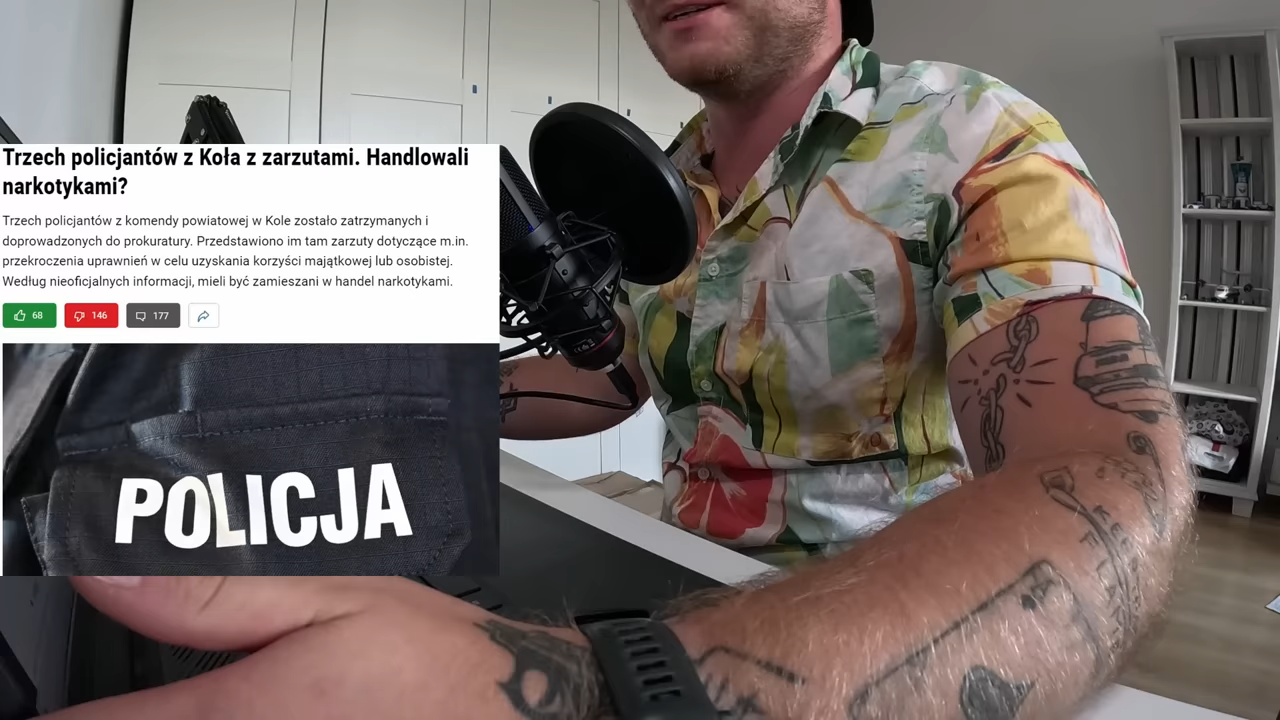 Trzech policjantów z Koła z zarzutami. Handlowali
narkotykami?
Trzech policjantów z komendy powiatowej w Kole zostało zatrzymanych i
doprowadzonych do prokuratury. Przedstawiono im tam zarzuty dotyczące m.in.
przekroczenia uprawnień w celu uzyskania korzyści majątkowej lub osobistej.
Według nieoficjalnych informacji, mieli być zamieszani w handel narkotykami.
68 146 177
POLICJA